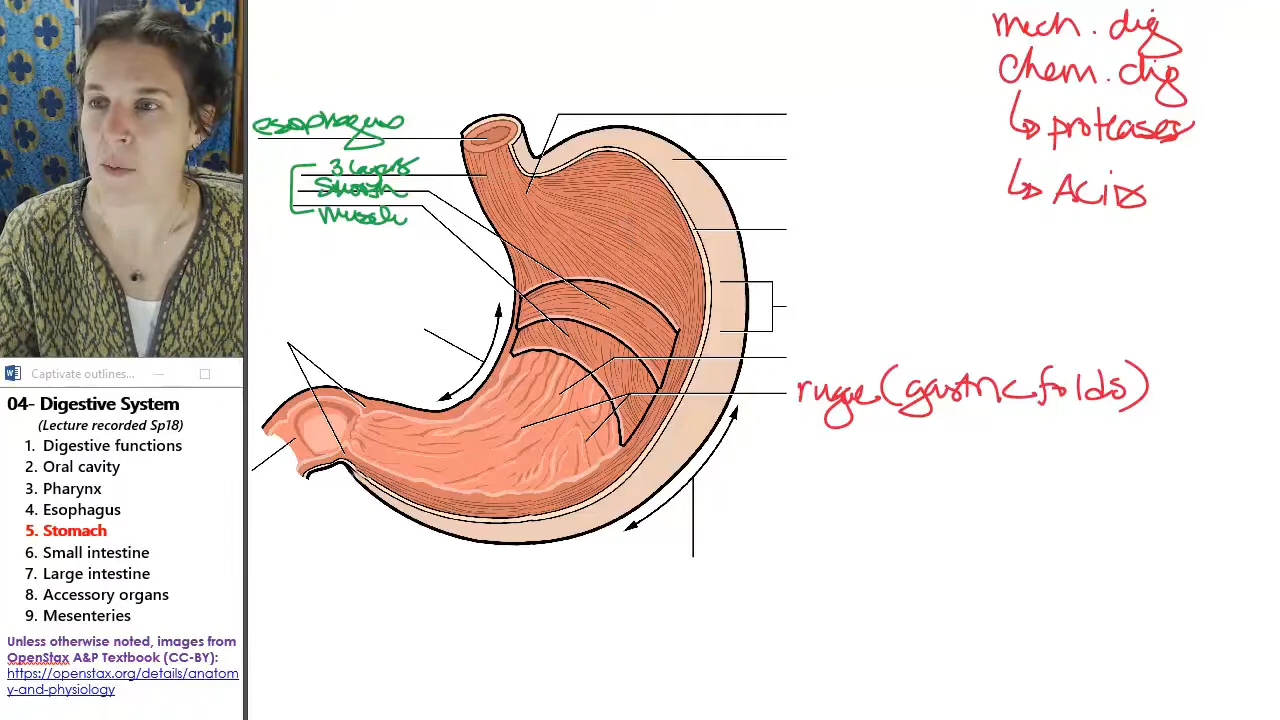 mech. dig
chem. dig
↳ proteases
↳ Acids
esophagus
3 layers
Smooth
muscle
rugae (gastric folds)
Captivate outlines...
04- Digestive System
(Lecture recorded Sp18)
1. Digestive functions
2. Oral cavity
3. Pharynx
4. Esophagus
5. Stomach
6. Small intestine
7. Large intestine
8. Accessory organs
9. Mesenteries
Unless otherwise noted, images from
OpenStax A&P Textbook (CC-BY):
https://openstax.org/details/anatom
y-and-physiology